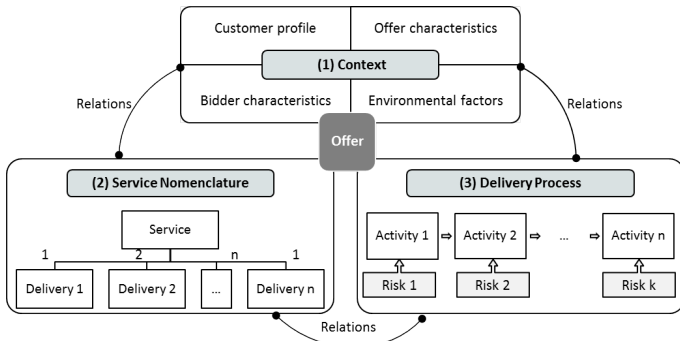 Customer profile
Offer characteristics
(1) Context
Relations
Bidder characteristics
Environmental factors
Relations
Offer
(2) Service Nomenclature
(3) Delivery Process
Service
1 2 n 1
Delivery 1
Delivery 2
...
Delivery n
Activity 1
Activity 2
...
Activity n
Risk 1
Risk 2
Risk k
Relations